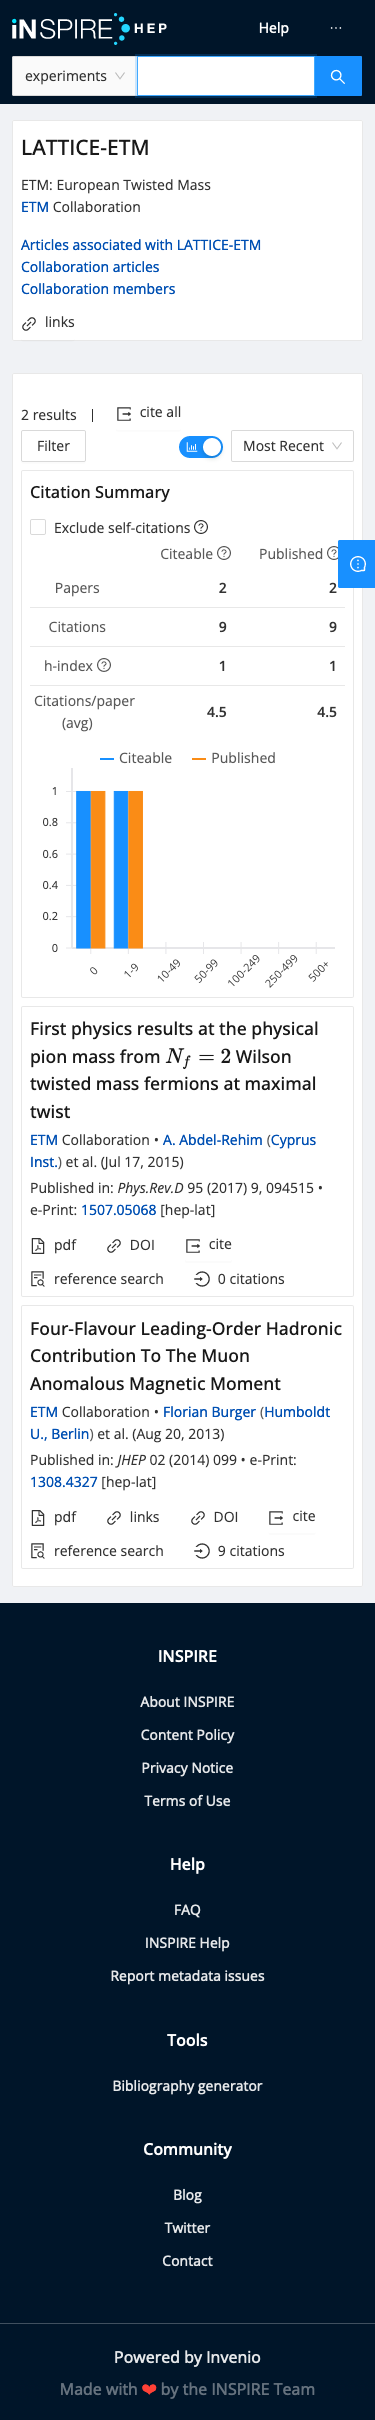 iNSPIRE HEP
Help
···
experiments
LATTICE-ETM
ETM: European Twisted Mass
ETM Collaboration
Articles associated with LATTICE-ETM
Collaboration articles
Collaboration members
links
2 results | cite all
Filter
Most Recent
Citation Summary
Exclude self-citations
Citeable Published
Papers 2 2
Citations 9 9
h-index 1 1
Citations/paper
(avg) 4.5 4.5
Citeable Published
1
0.8
0.6
0.4
0.2
0
0 1-9 10-49 50-99 100-249 250-499 500+
First physics results at the physical
pion mass from N_f = 2 Wilson
twisted mass fermions at maximal
twist
ETM Collaboration • A. Abdel-Rehim (Cyprus
Inst.) et al. (Jul 17, 2015)
Published in: Phys.Rev.D 95 (2017) 9, 094515 •
e-Print: 1507.05068 [hep-lat]
pdf DOI cite
reference search 0 citations
Four-Flavour Leading-Order Hadronic
Contribution To The Muon
Anomalous Magnetic Moment
ETM Collaboration • Florian Burger (Humboldt
U., Berlin) et al. (Aug 20, 2013)
Published in: JHEP 02 (2014) 099 • e-Print:
1308.4327 [hep-lat]
pdf links DOI cite
reference search 9 citations
INSPIRE
About INSPIRE
Content Policy
Privacy Notice
Terms of Use
Help
FAQ
INSPIRE Help
Report metadata issues
Tools
Bibliography generator
Community
Blog
Twitter
Contact
Powered by Invenio
Made with ❤ by the INSPIRE Team